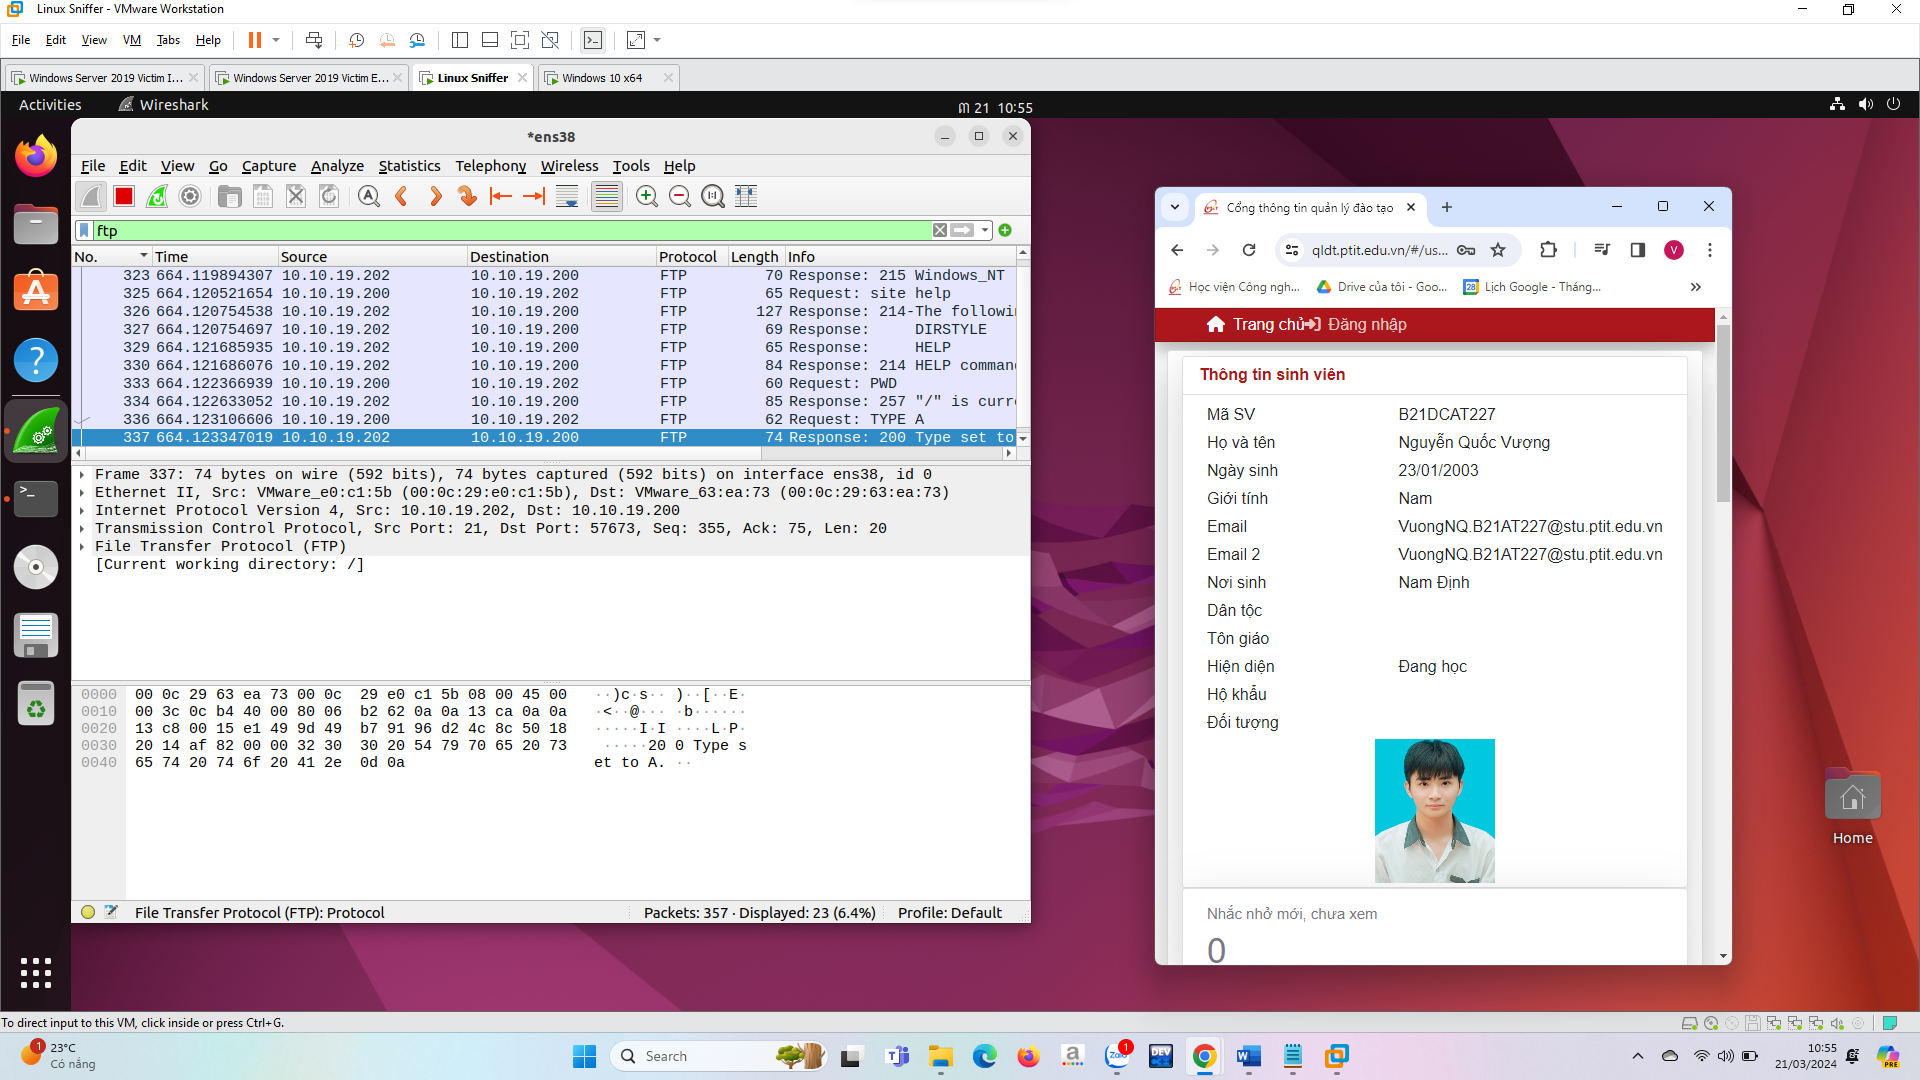 Linux Sniffer - VMware Workstation
File Edit View VM Tabs Help
Windows Server 2019 Victim I... Windows Server 2019 Victim E... Linux Sniffer Windows 10 x64
Activities Wireshark 21 10:55
*ens38
File Edit View Go Capture Analyze Statistics Telephony Wireless Tools Help
ftp
No. Time Source Destination Protocol Length Info
323 664.119894307 10.10.19.202 10.10.19.200 FTP 70 Response: 215 Windows_NT
325 664.120521654 10.10.19.200 10.10.19.202 FTP 65 Request: site help
326 664.120754538 10.10.19.202 10.10.19.200 FTP 127 Response: 214-The followin
327 664.120754697 10.10.19.202 10.10.19.200 FTP 69 Response: DIRSTYLE
329 664.121685935 10.10.19.202 10.10.19.200 FTP 65 Response: HELP
330 664.121686076 10.10.19.202 10.10.19.200 FTP 84 Response: 214 HELP comman
333 664.122366939 10.10.19.200 10.10.19.202 FTP 60 Request: PWD
334 664.122633052 10.10.19.202 10.10.19.200 FTP 85 Response: 257 "/" is curr
336 664.123106606 10.10.19.200 10.10.19.202 FTP 62 Request: TYPE A
337 664.123347019 10.10.19.202 10.10.19.200 FTP 74 Response: 200 Type set to
Frame 337: 74 bytes on wire (592 bits), 74 bytes captured (592 bits) on interface ens38, id 0
Ethernet II, Src: VMware_e0:c1:5b (00:0c:29:e0:c1:5b), Dst: VMware_63:ea:73 (00:0c:29:63:ea:73)
Internet Protocol Version 4, Src: 10.10.19.202, Dst: 10.10.19.200
Transmission Control Protocol, Src Port: 21, Dst Port: 57673, Seq: 355, Ack: 75, Len: 20
File Transfer Protocol (FTP)
[Current working directory: /]
0000 00 0c 29 63 ea 73 00 0c 29 e0 c1 5b 08 00 45 00 ··)c·s·· )··[··E·
0010 00 3c 0c b4 40 00 80 06 b2 62 0a 0a 13 ca 0a 0a ·<··@··· ·b······
0020 13 c8 00 15 e1 49 9d 49 b7 91 96 d2 4c 8c 50 18 ·····I·I ····L·P·
0030 20 14 af 82 00 00 32 30 30 20 54 79 70 65 20 73 ·····20 0 Type s
0040 65 74 20 74 6f 20 41 2e 0d 0a et to A. ··
File Transfer Protocol (FTP): Protocol Packets: 357 · Displayed: 23 (6.4%) Profile: Default
Cổng thông tin quản lý đào tạo
qldt.ptit.edu.vn/#/us... V
Học viện Công ngh... Drive của tôi - Goo... 28 Lịch Google - Tháng... »
Trang chủ Đăng nhập
Thông tin sinh viên
Mã SV B21DCAT227
Họ và tên Nguyễn Quốc Vượng
Ngày sinh 23/01/2003
Giới tính Nam
Email VuongNQ.B21AT227@stu.ptit.edu.vn
Email 2 VuongNQ.B21AT227@stu.ptit.edu.vn
Nơi sinh Nam Định
Dân tộc
Tôn giáo
Hiện diện Đang học
Hộ khẩu
Đối tượng
Nhắc nhở mới, chưa xem
0
Home
To direct input to this VM, click inside or press Ctrl+G.
1 23°C
Có nắng
Search
Zalo 1
DEV
10:55
21/03/2024
PRE